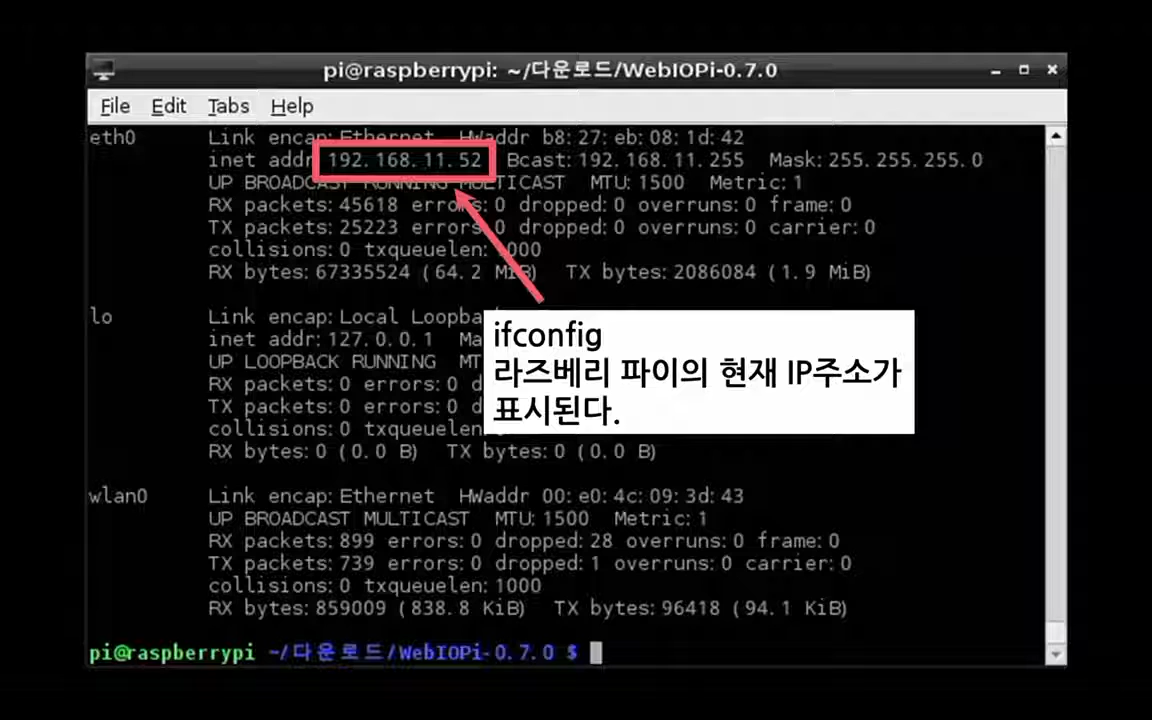 pi@raspberrypi: ~/다운로드/WebIOPi-0.7.0
File Edit Tabs Help
eth0 Link encap:Ethernet HWaddr b8:27:eb:08:1d:42
inet addr 192.168.11.52 Bcast:192.168.11.255 Mask:255.255.255.0
UP BROADCAST RUNNING MULTICAST MTU:1500 Metric:1
RX packets:45618 errors:0 dropped:0 overruns:0 frame:0
TX packets:25223 errors:0 dropped:0 overruns:0 carrier:0
collisions:0 txqueuelen:1000
RX bytes:67335524 (64.2 MiB) TX bytes:2086084 (1.9 MiB)
lo Link encap:Local Loopba
inet addr:127.0.0.1 Ma
UP LOOPBACK RUNNING MT
RX packets:0 errors:0 d
TX packets:0 errors:0 d
collisions:0 txqueuelen
RX bytes:0 (0.0 B) TX bytes:0 (0.0 B)
ifconfig
라즈베리 파이의 현재 IP주소가
표시된다.
wlan0 Link encap:Ethernet HWaddr 00:e0:4c:09:3d:43
UP BROADCAST MULTICAST MTU:1500 Metric:1
RX packets:899 errors:0 dropped:28 overruns:0 frame:0
TX packets:739 errors:0 dropped:1 overruns:0 carrier:0
collisions:0 txqueuelen:1000
RX bytes:859009 (838.8 KiB) TX bytes:96418 (94.1 KiB)
pi@raspberrypi ~/다운로드/WebIOPi-0.7.0 $